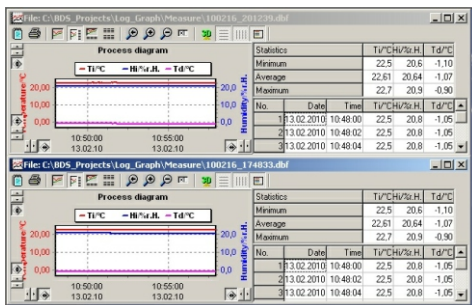 File: C:\BDS_Projects\Log_Graph\Measure\100216_201239.dbf
3D
Process diagram
Ti/°C Hi/%r.H. Td/°C
Temperature/°C
20,00
10,00
0,00
20,0
10,0
0,0
Humidity/%r.H.
10:50:00 10:55:00
13.02.10 13.02.10
Statistics Ti/°C Hi/%r.H. Td/°C
Minimum 22,5 20,6 -1,10
Average 22,61 20,64 -1,07
Maximum 22,7 20,9 -0,90
No. Date Time Ti/°C Hi/%r.H. Td/°C
1 13.02.2010 10:48:00 22,5 20,8 -1,05
2 13.02.2010 10:48:02 22,5 20,8 -1,05
3 13.02.2010 10:48:04 22,5 20,8 -1,05
File: C:\BDS_Projects\Log_Graph\Measure\100216_174833.dbf
3D
Process diagram
Ti/°C Hi/%r.H. Td/°C
Temperature/°C
20,00
10,00
0,00
20,0
10,0
0,0
Humidity/%r.H.
10:50:00 10:55:00
13.02.10 13.02.10
Statistics Ti/°C Hi/%r.H. Td/°C
Minimum 22,5 20,6 -1,10
Average 22,61 20,64 -1,07
Maximum 22,7 20,9 -0,90
No. Date Time Ti/°C Hi/%r.H. Td/°C
1 13.02.2010 10:48:00 22,5 20,8 -1,05
2 13.02.2010 10:48:02 22,5 20,8 -1,05
3 13.02.2010 10:48:04 22,5 20,8 -1,05